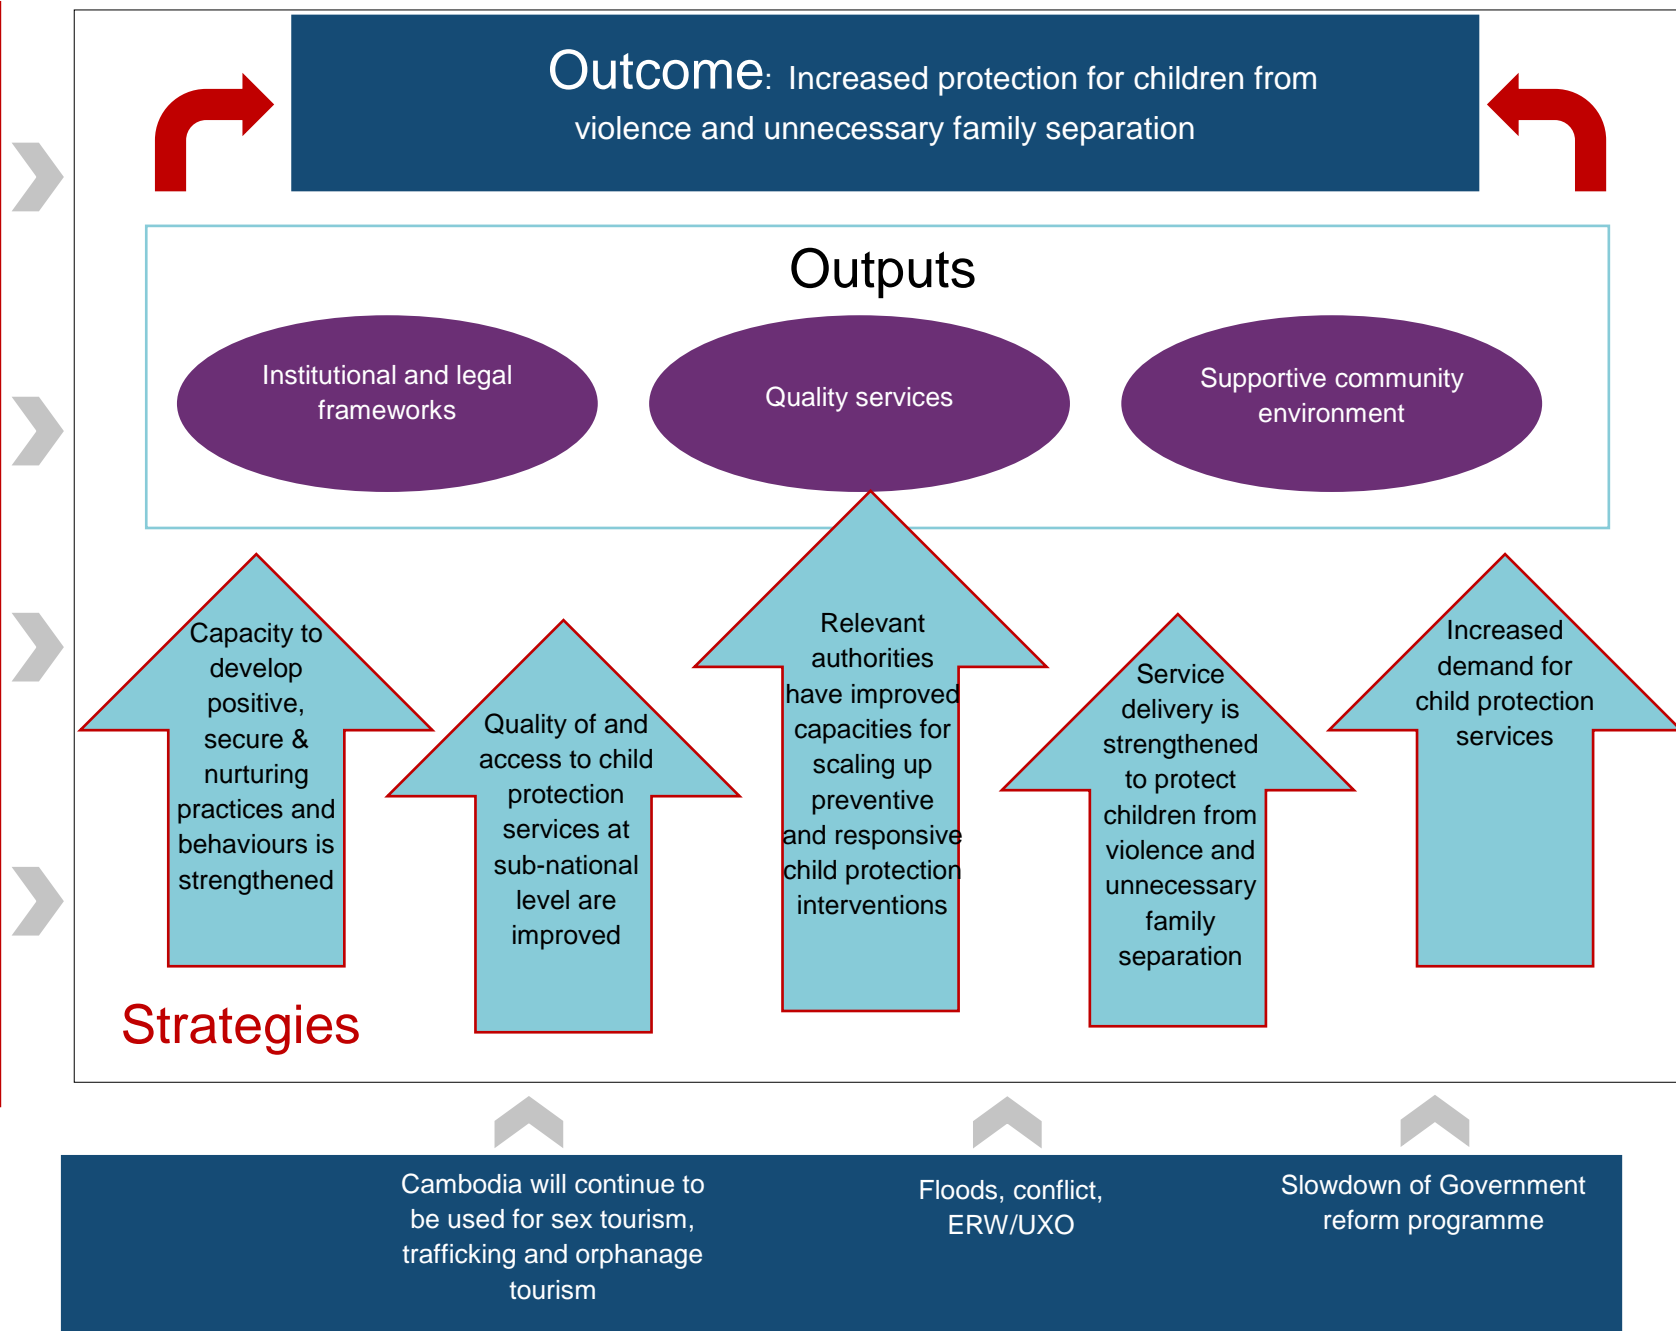 Outcome: Increased protection for children from
violence and unnecessary family separation
Outputs
Institutional and legal
frameworks
Quality services
Supportive community
environment
Capacity to
develop
positive,
secure &
nurturing
practices and
behaviours is
strengthened
Quality of and
access to child
protection
services at
sub-national
level are
improved
Relevant
authorities
have improved
capacities for
scaling up
preventive
and responsive
child protection
interventions
Service
delivery is
strengthened
to protect
children from
violence and
unnecessary
family
separation
Increased
demand for
child protection
services
Strategies
Cambodia will continue to
be used for sex tourism,
trafficking and orphanage
tourism
Floods, conflict,
ERW/UXO
Slowdown of Government
reform programme